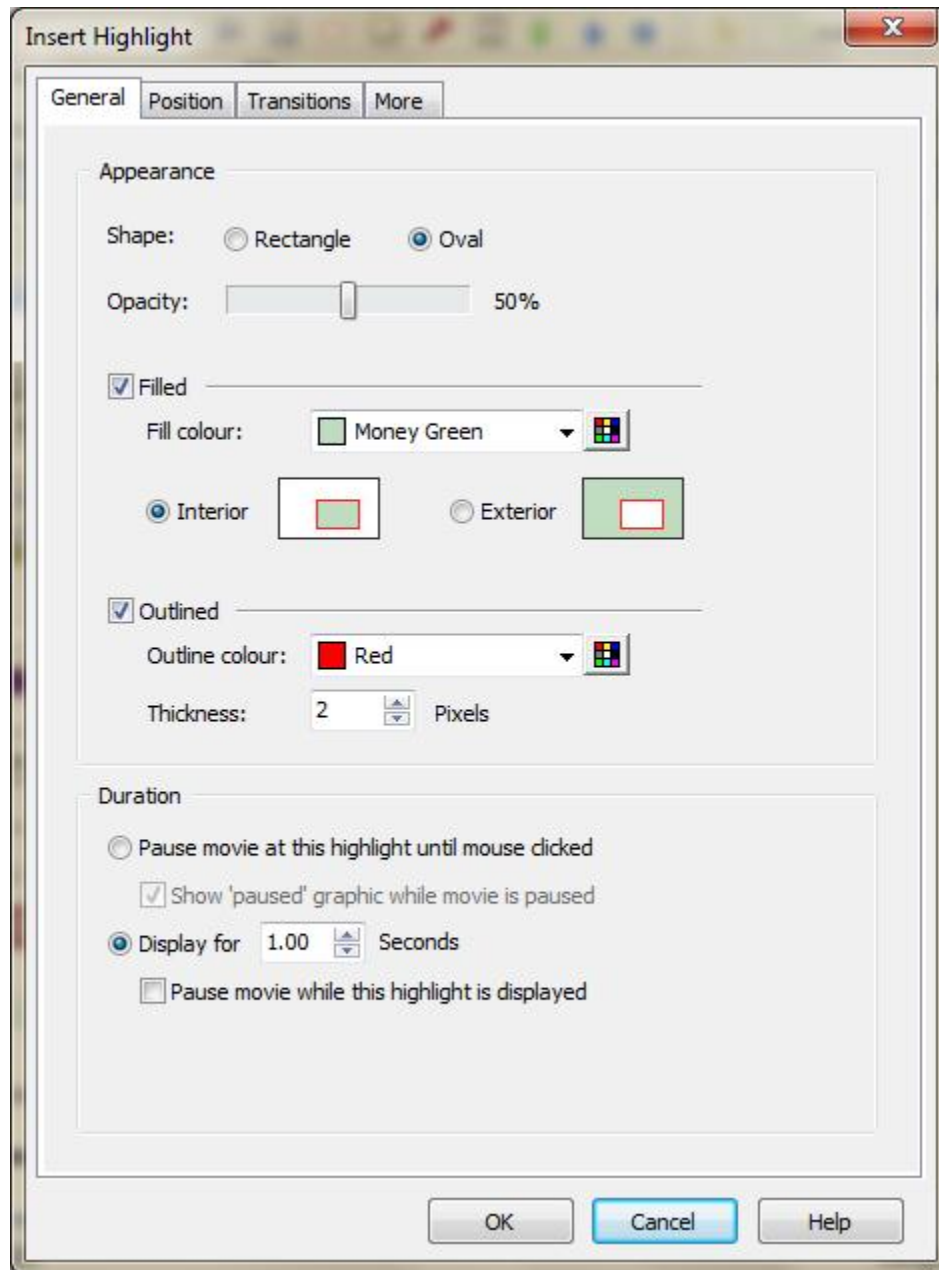 Insert Highlight
General Position Transitions More
Appearance
Shape: Rectangle Oval
Opacity: 50%
Filled
Fill colour: Money Green
Interior Exterior
Outlined
Outline colour: Red
Thickness: 2 Pixels
Duration
Pause movie at this highlight until mouse clicked
Show 'paused' graphic while movie is paused
Display for 1.00 Seconds
Pause movie while this highlight is displayed
OK Cancel Help